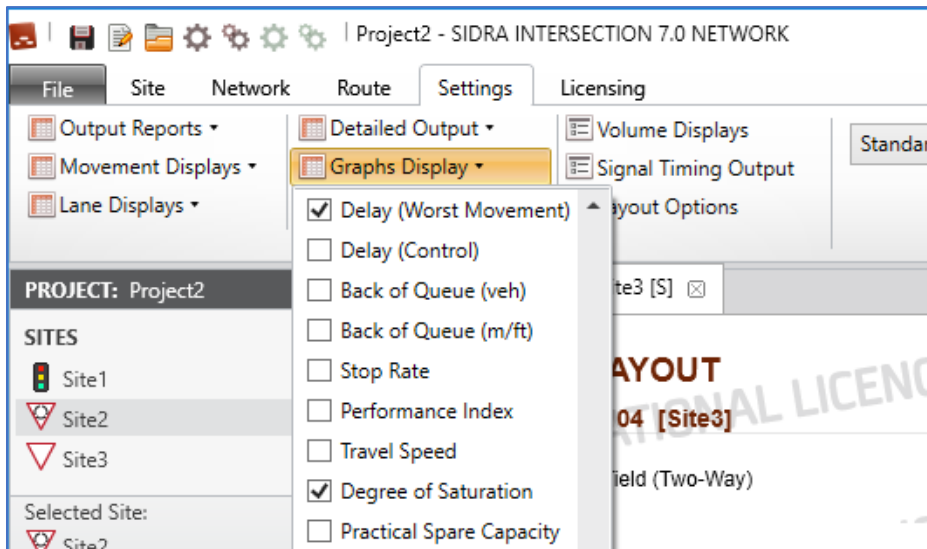 Project2 - SIDRA INTERSECTION 7.0 NETWORK
File Site Network Route Settings Licensing
Output Reports Detailed Output Volume Displays
Movement Displays Graphs Display Signal Timing Output Standar
Lane Displays ayout Options
Delay (Worst Movement)
Delay (Control)
Back of Queue (veh)
Back of Queue (m/ft)
Stop Rate
Performance Index
Travel Speed
Degree of Saturation
Practical Spare Capacity
PROJECT: Project2
SITES
Site1
Site2
Site3
Selected Site:
Site2
te3 [S]
AYOUT
04 [Site3]
ield (Two-Way)
TIONAL LICENC